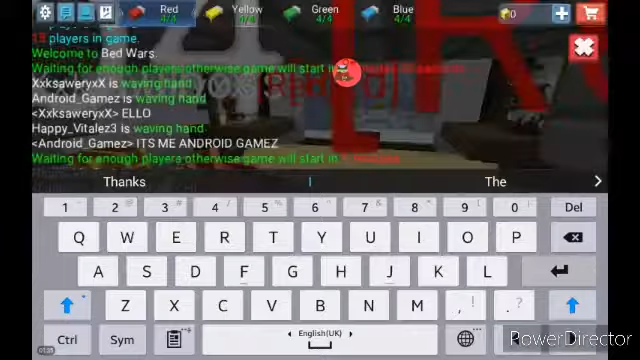 Red Yellow Green Blue
4/4 4/4 4/4 4/4
0
players in game.
Welcome to Bed Wars.
Waiting for enough players otherwise game will start in
XxksaweryxX is waving hand
Android_Gamez is waving hand
<XxksaweryxX> ELLO
Happy_Vitalez3 is waving hand
<Android_Gamez> ITS ME ANDROID GAMEZ
Waiting for enough players otherwise game will start in
Thanks I The
1 2 3 4 5 6 7 8 9 0 Del
Q W E R T Y U I O P
A S D F G H J K L
Z X C V B N M , ! . ?
Ctrl Sym English(UK)
PowerDirector